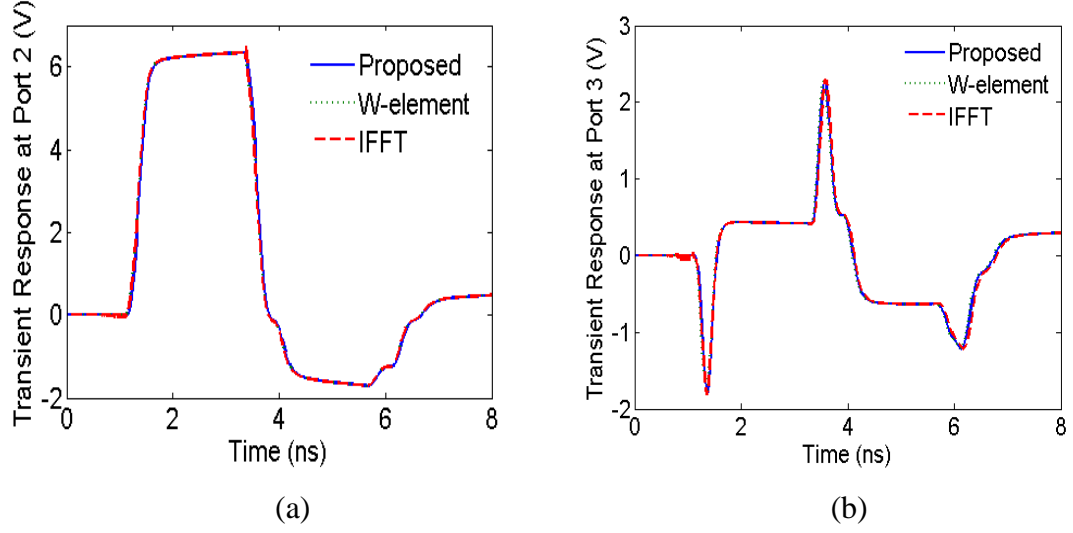 Transient Response at Port 2 (V)
6
4
2
0
-2
0
2
4
6
8
Time (ns)
Proposed
W-element
IFFT
(a)
Transient Response at Port 3 (V)
3
2
1
0
-1
-2
0
2
4
6
8
Time (ns)
Proposed
W-element
IFFT
(b)